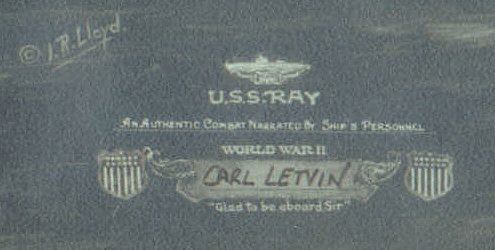 © J.R. Lloyd.
U.S.S. RAY
AN AUTHENTIC COMBAT NARRATED BY SHIP'S PERSONNEL
WORLD WAR II
CARL LETVIN
"Glad to be aboard Sir"